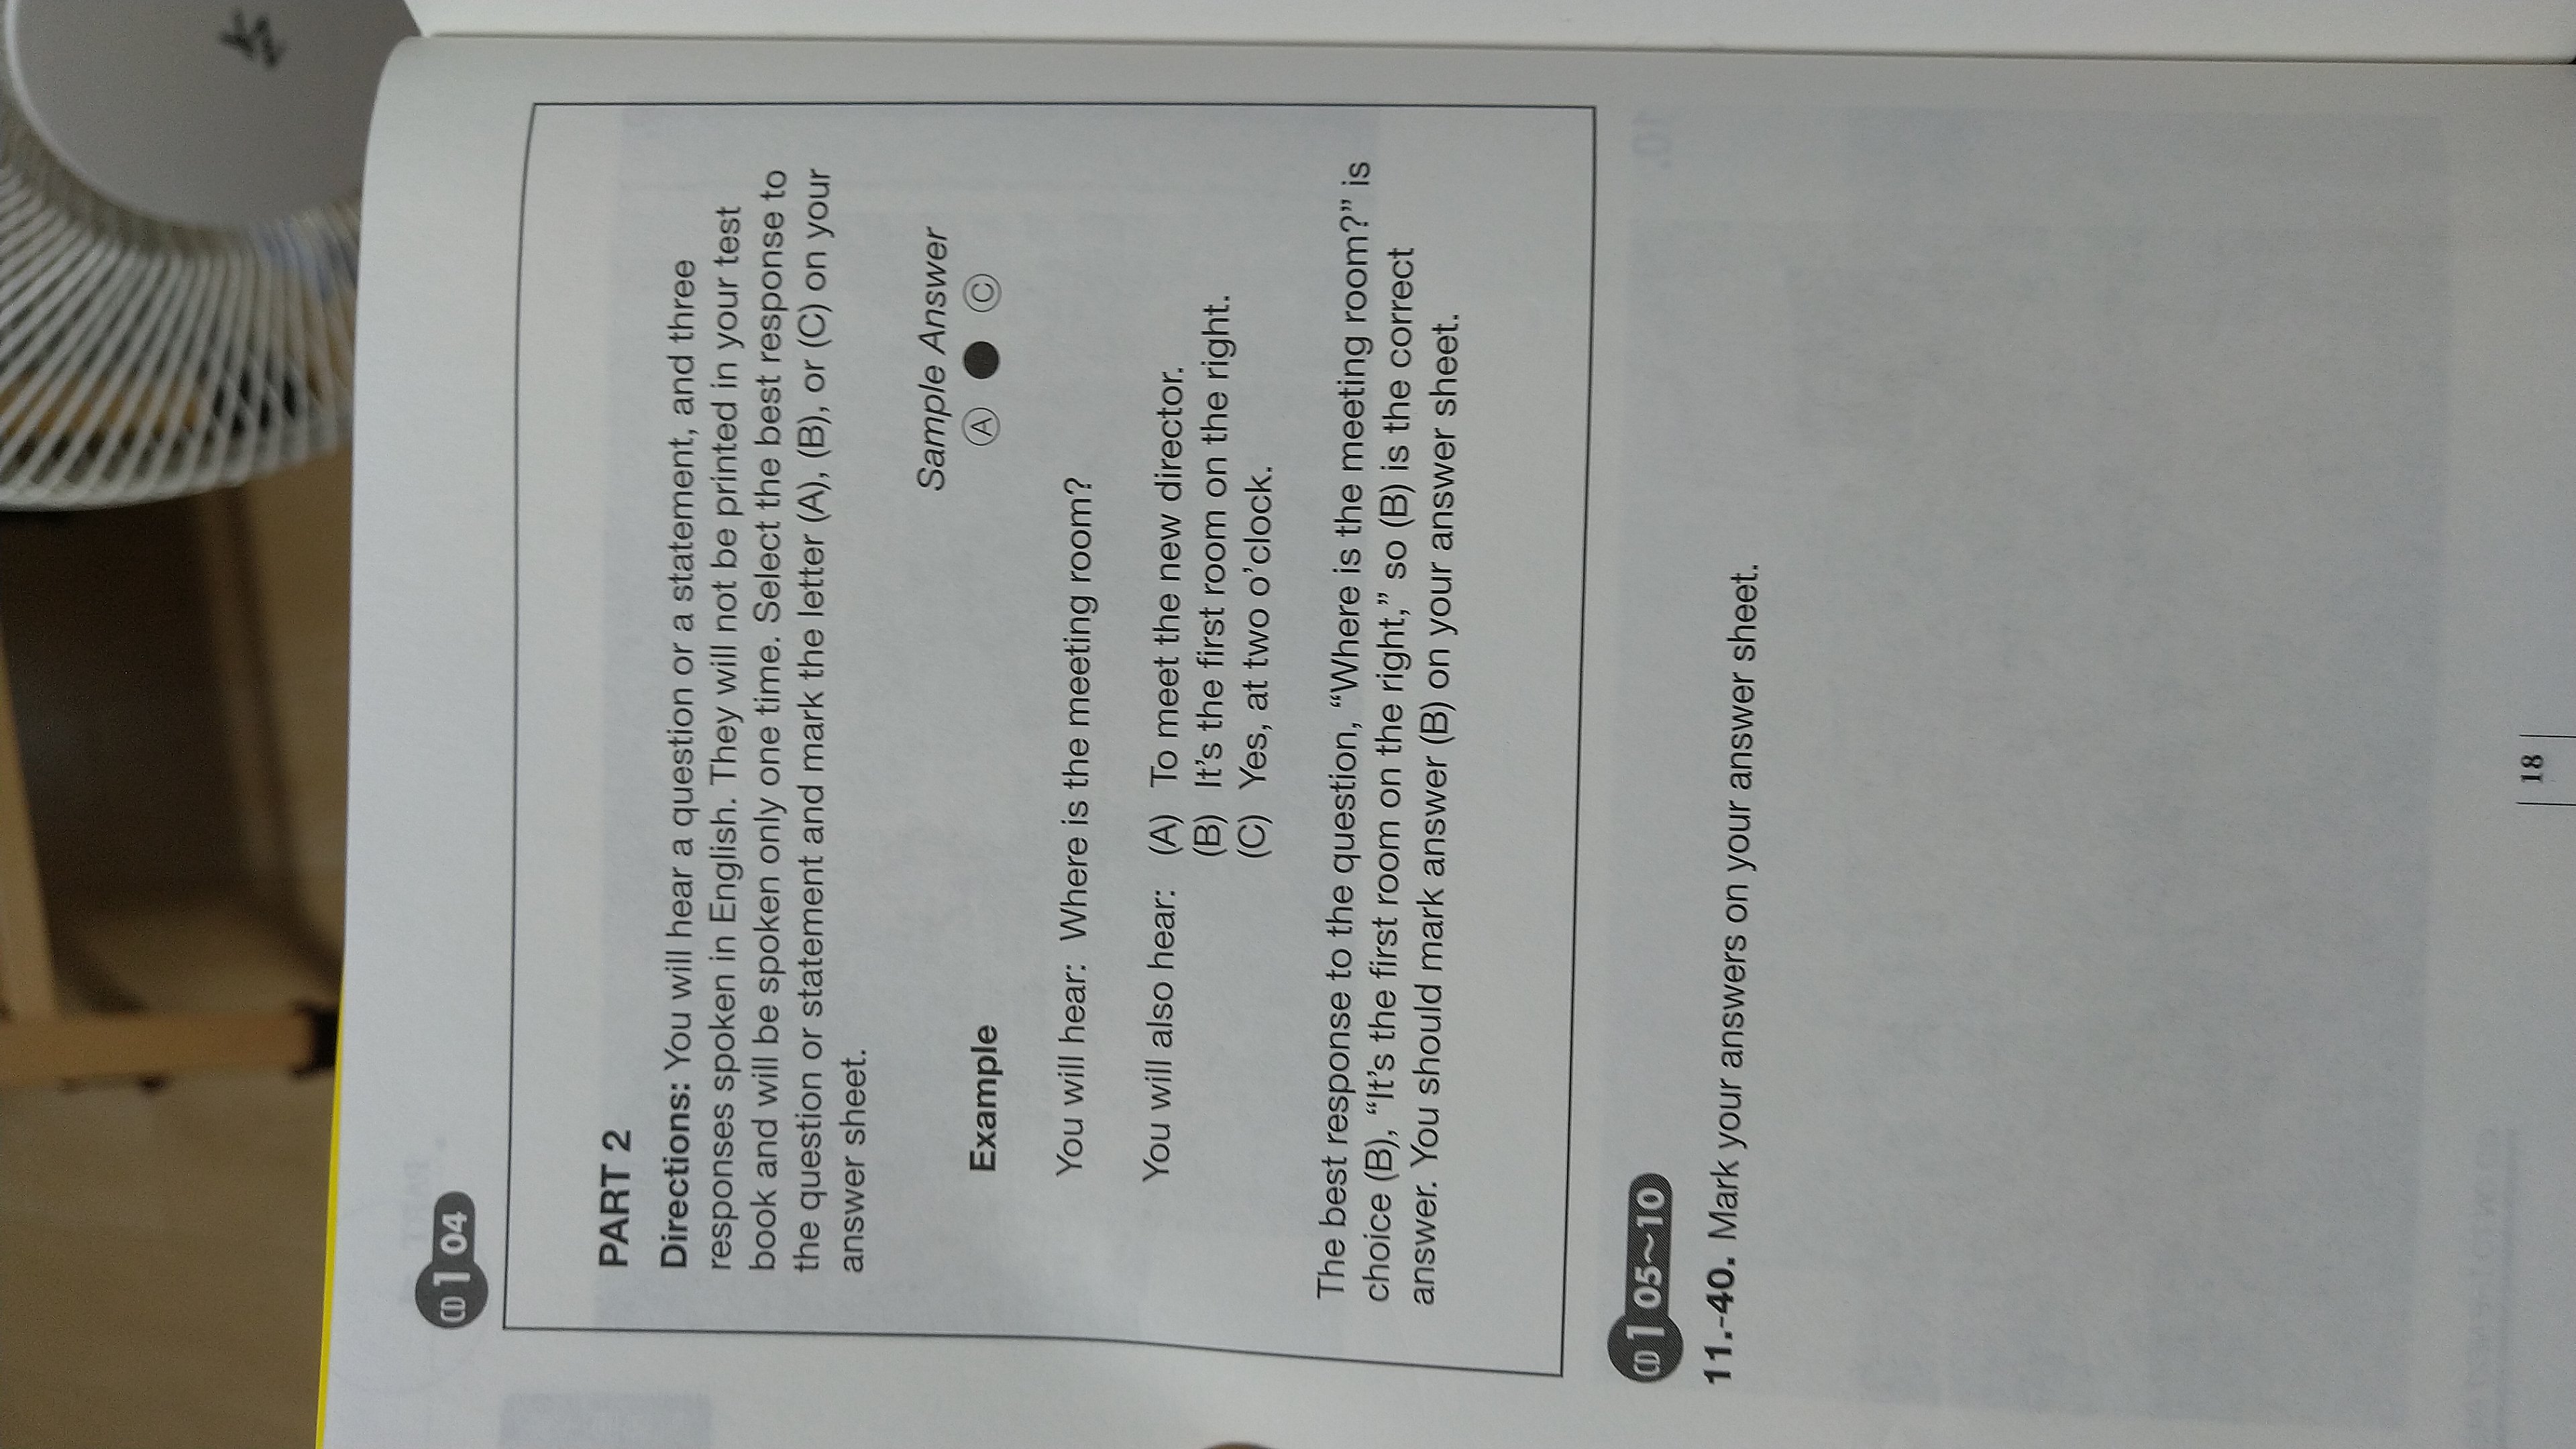 CD 1 04
PART 2
Directions: You will hear a question or a statement, and three
responses spoken in English. They will not be printed in your test
book and will be spoken only one time. Select the best response to
the question or statement and mark the letter (A), (B), or (C) on your
answer sheet.
Sample Answer
Example
Ⓐ ● Ⓒ
You will hear: Where is the meeting room?
You will also hear: (A) To meet the new director.
(B) It's the first room on the right.
(C) Yes, at two o'clock.
The best response to the question, “Where is the meeting room?” is
choice (B), “It's the first room on the right,” so (B) is the correct
answer. You should mark answer (B) on your answer sheet.
CD 1 05～10
11.-40. Mark your answers on your answer sheet.
18